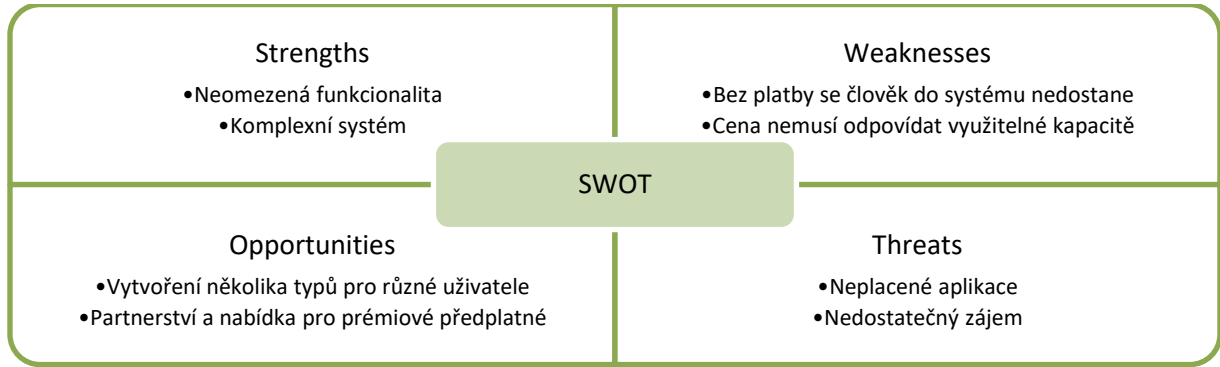 Strengths
•Neomezená funkcionalita
•Komplexní systém
Weaknesses
•Bez platby se člověk do systému nedostane
•Cena nemusí odpovídat využitelné kapacitě
SWOT
Opportunities
•Vytvoření několika typů pro různé uživatele
•Partnerství a nabídka pro prémiové předplatné
Threats
•Neplacené aplikace
•Nedostatečný zájem